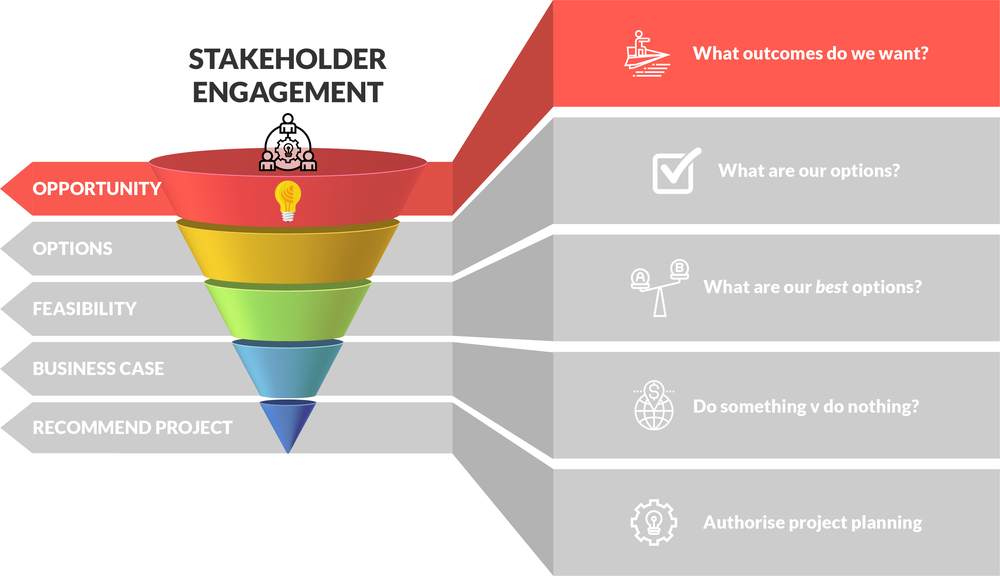 STAKEHOLDER
ENGAGEMENT
OPPORTUNITY
What outcomes do we want?
OPTIONS
What are our options?
FEASIBILITY
A
B
What are our best options?
BUSINESS CASE
$
Do something v do nothing?
RECOMMEND PROJECT
Authorise project planning